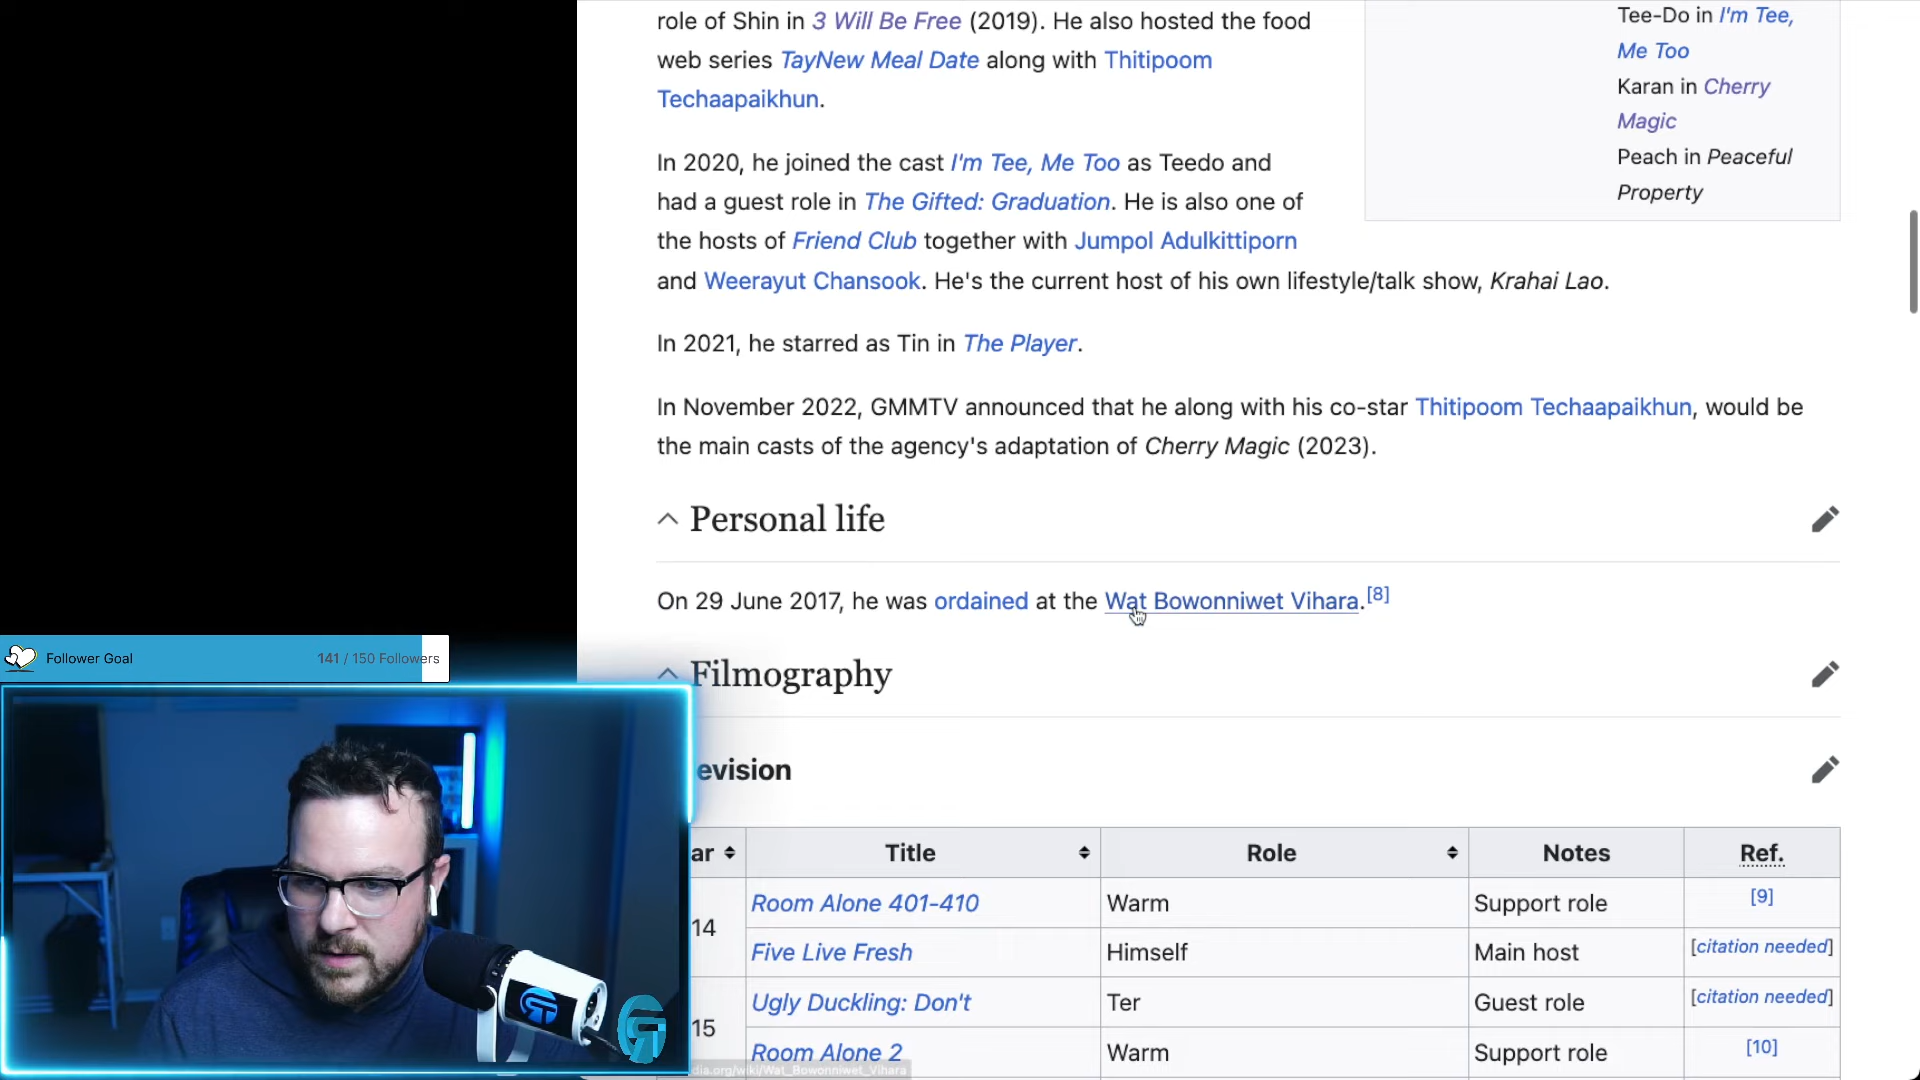 role of Shin in 3 Will Be Free (2019). He also hosted the food
web series TayNew Meal Date along with Thitipoom
Techaapaikhun.
Tee-Do in I'm Tee,
Me Too
Karan in Cherry
Magic
Peach in Peaceful
Property
In 2020, he joined the cast I'm Tee, Me Too as Teedo and
had a guest role in The Gifted: Graduation. He is also one of
the hosts of Friend Club together with Jumpol Adulkittiporn
and Weerayut Chansook. He's the current host of his own lifestyle/talk show, Krahai Lao.
In 2021, he starred as Tin in The Player.
In November 2022, GMMTV announced that he along with his co-star Thitipoom Techaapaikhun, would be
the main casts of the agency's adaptation of Cherry Magic (2023).
Personal life
On 29 June 2017, he was ordained at the Wat Bowonniwet Vihara.[8]
Follower Goal 141 / 150 Followers
Filmography
evision
ar Title Role Notes Ref.
14 Room Alone 401-410 Warm Support role [9]
Five Live Fresh Himself Main host [citation needed]
15 Ugly Duckling: Don't Ter Guest role [citation needed]
Room Alone 2 Warm Support role [10]
dia.org/wiki/Wat_Bowonniwet_Vihara